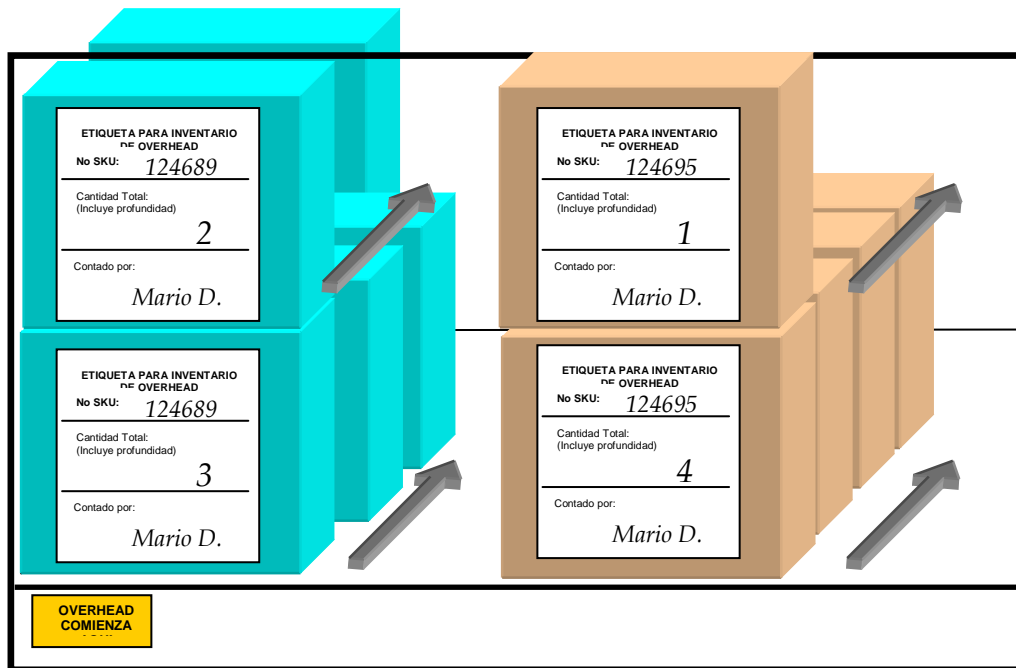 ETIQUETA PARA INVENTARIO
DE OVERHEAD
No SKU: 124689
Cantidad Total:
(Incluye profundidad)
2
Contado por:
Mario D.
ETIQUETA PARA INVENTARIO
DE OVERHEAD
No SKU: 124695
Cantidad Total:
(Incluye profundidad)
1
Contado por:
Mario D.
ETIQUETA PARA INVENTARIO
DE OVERHEAD
No SKU: 124689
Cantidad Total:
(Incluye profundidad)
3
Contado por:
Mario D.
ETIQUETA PARA INVENTARIO
DE OVERHEAD
No SKU: 124695
Cantidad Total:
(Incluye profundidad)
4
Contado por:
Mario D.
OVERHEAD
COMIENZA